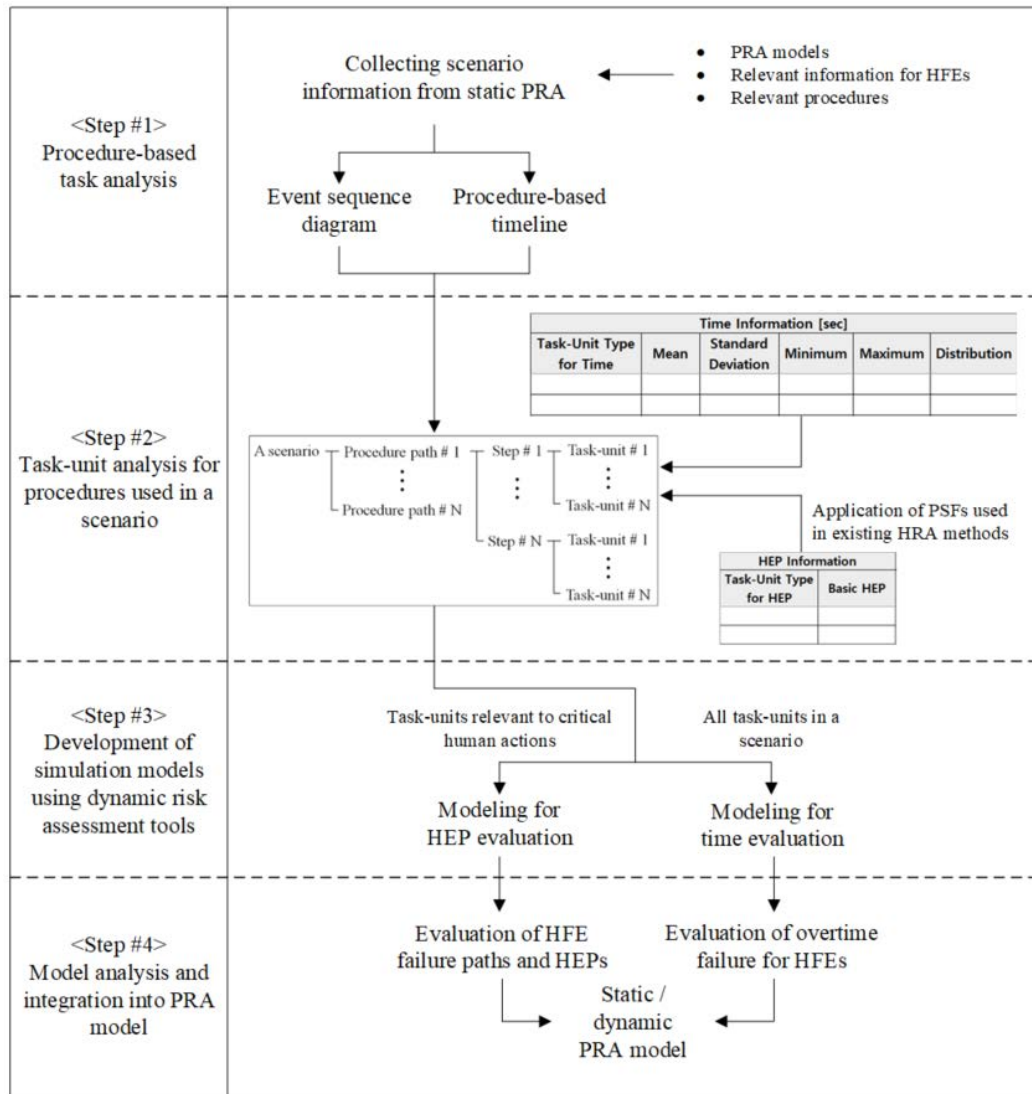 <Step #1>
Procedure-based
task analysis
Collecting scenario
information from static PRA
• PRA models
• Relevant information for HFEs
• Relevant procedures
Event sequence
diagram
Procedure-based
timeline
<Step #2>
Task-unit analysis for
procedures used in a
scenario
Time Information [sec]
Task-Unit Type
for Time
Mean
Standard
Deviation
Minimum
Maximum
Distribution
A scenario
Procedure path # 1
Step # 1
Task-unit # 1
Task-unit # N
Procedure path # N
Step # N
Task-unit # 1
Task-unit # N
Application of PSFs used
in existing HRA methods
HEP Information
Task-Unit Type
for HEP
Basic HEP
<Step #3>
Development of
simulation models
using dynamic risk
assessment tools
Task-units relevant to critical
human actions
All task-units in a
scenario
Modeling for
HEP evaluation
Modeling for
time evaluation
<Step #4>
Model analysis and
integration into PRA
model
Evaluation of HFE
failure paths and HEPs
Evaluation of overtime
failure for HFEs
Static /
dynamic
PRA model